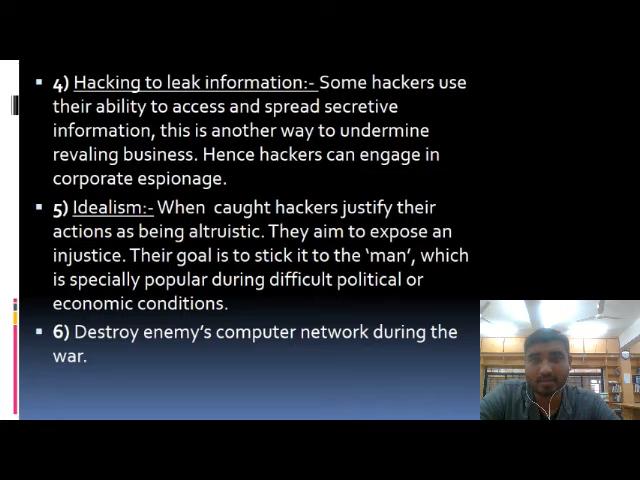 4) Hacking to leak information:- Some hackers use
their ability to access and spread secretive
information, this is another way to undermine
revaling business. Hence hackers can engage in
corporate espionage.
5) Idealism:- When caught hackers justify their
actions as being altruistic. They aim to expose an
injustice. Their goal is to stick it to the ‘man’, which
is specially popular during difficult political or
economic conditions.
6) Destroy enemy’s computer network during the
war.